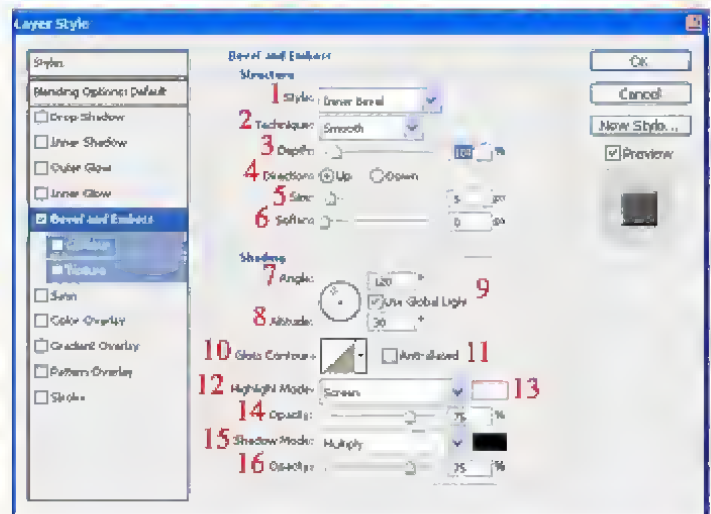 Layer Style
Styles
Blending Options: Default
Drop Shadow
Inner Shadow
Outer Glow
Inner Glow
Bevel and Emboss
Contour
Texture
Satin
Color Overlay
Gradient Overlay
Pattern Overlay
Stroke
Bevel and Emboss
Structure
1 Style: Inner Bevel
2 Technique: Smooth
3 Depth: %
4 Direction: Up Down
5 Size: 5 px
6 Soften: 0 px
Shading
7 Angle: 120 °
Use Global Light 9
8 Altitude: 30 °
10 Gloss Contour: Anti-aliased 11
12 Highlight Mode: Screen 13
14 Opacity: 75 %
15 Shadow Mode: Multiply
16 Opacity: 75 %
OK
Cancel
New Style...
Preview